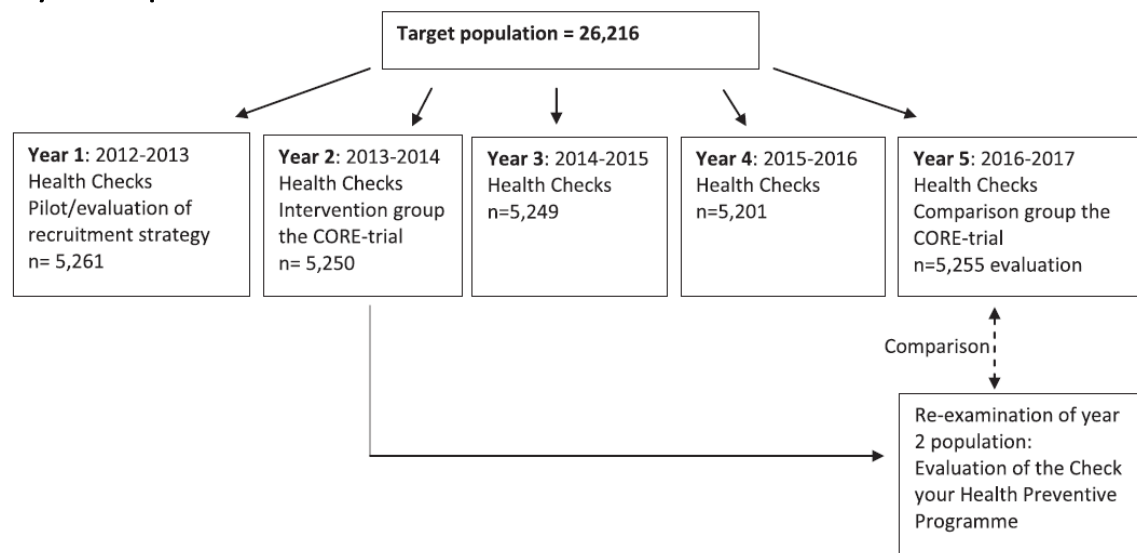 Target population = 26,216
Year 1: 2012-2013
Health Checks
Pilot/evaluation of
recruitment strategy
n= 5,261
Year 2: 2013-2014
Health Checks
Intervention group
the CORE-trial
n= 5,250
Year 3: 2014-2015
Health Checks
n=5,249
Year 4: 2015-2016
Health Checks
n=5,201
Year 5: 2016-2017
Health Checks
Comparison group the
CORE-trial
n=5,255 evaluation
Comparison
Re-examination of year
2 population:
Evaluation of the Check
your Health Preventive
Programme